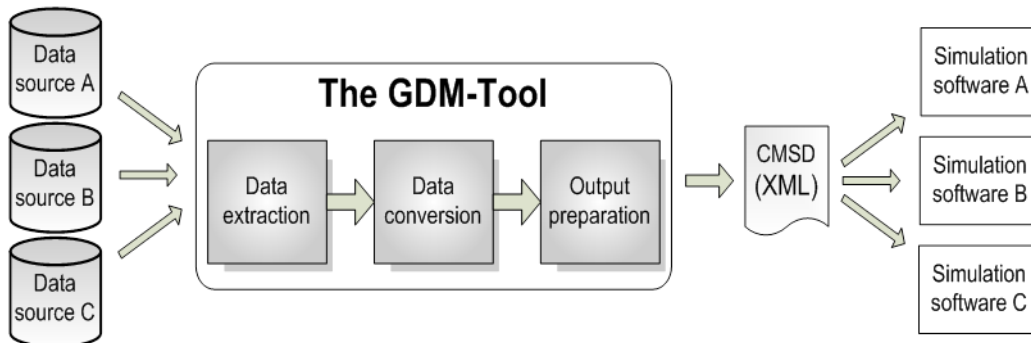 Data
source A
Data
source B
Data
source C
The GDM-Tool
Data
extraction
Data
conversion
Output
preparation
CMSD
(XML)
Simulation
software A
Simulation
software B
Simulation
software C